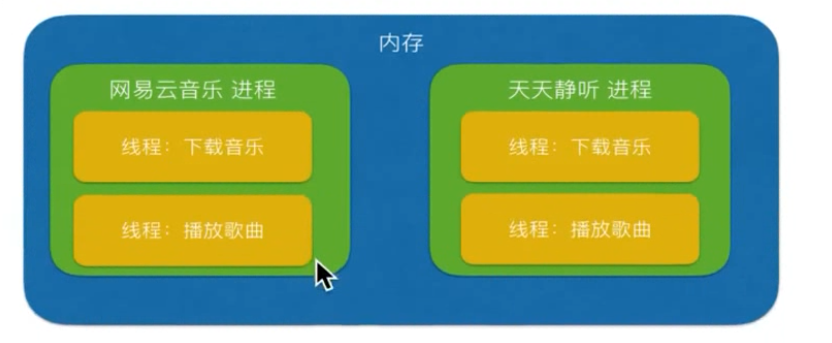 内存
网易云音乐 进程
线程：下载音乐
线程：播放歌曲
天天静听 进程
线程：下载音乐
线程：播放歌曲